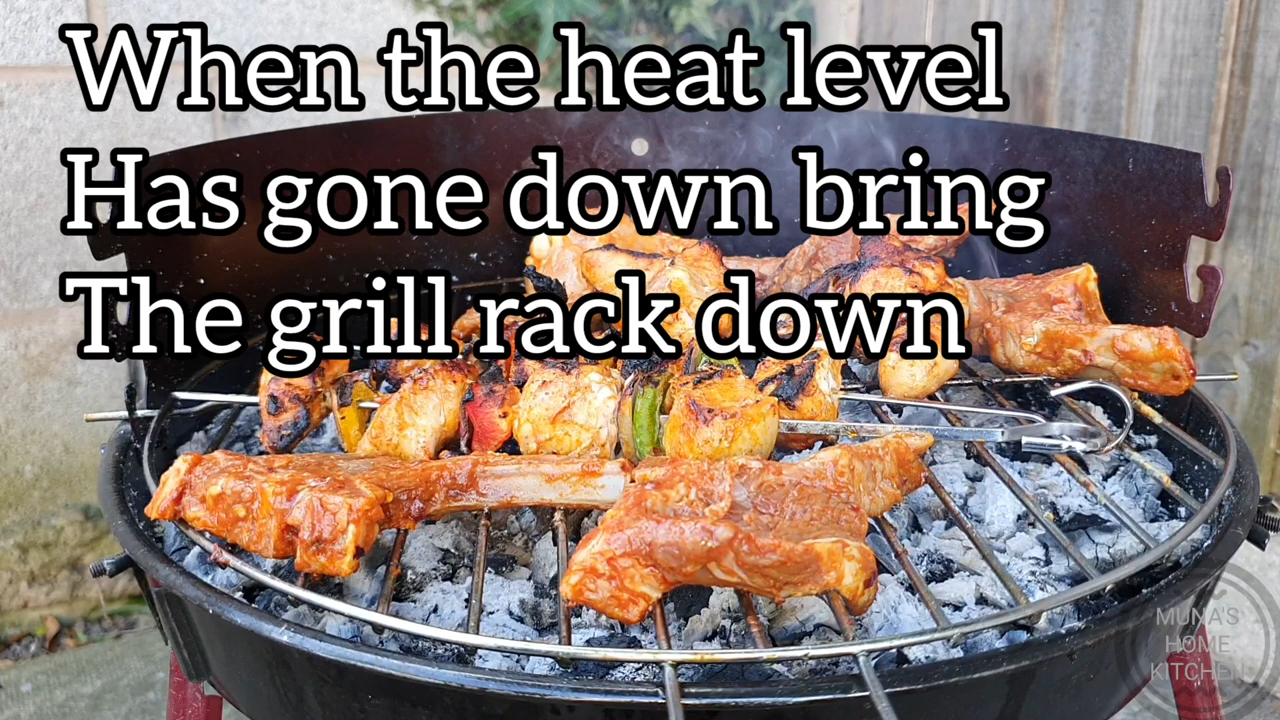 When the heat level
Has gone down bring
The grill rack down
MUNA'S
HOME
KITCHEN